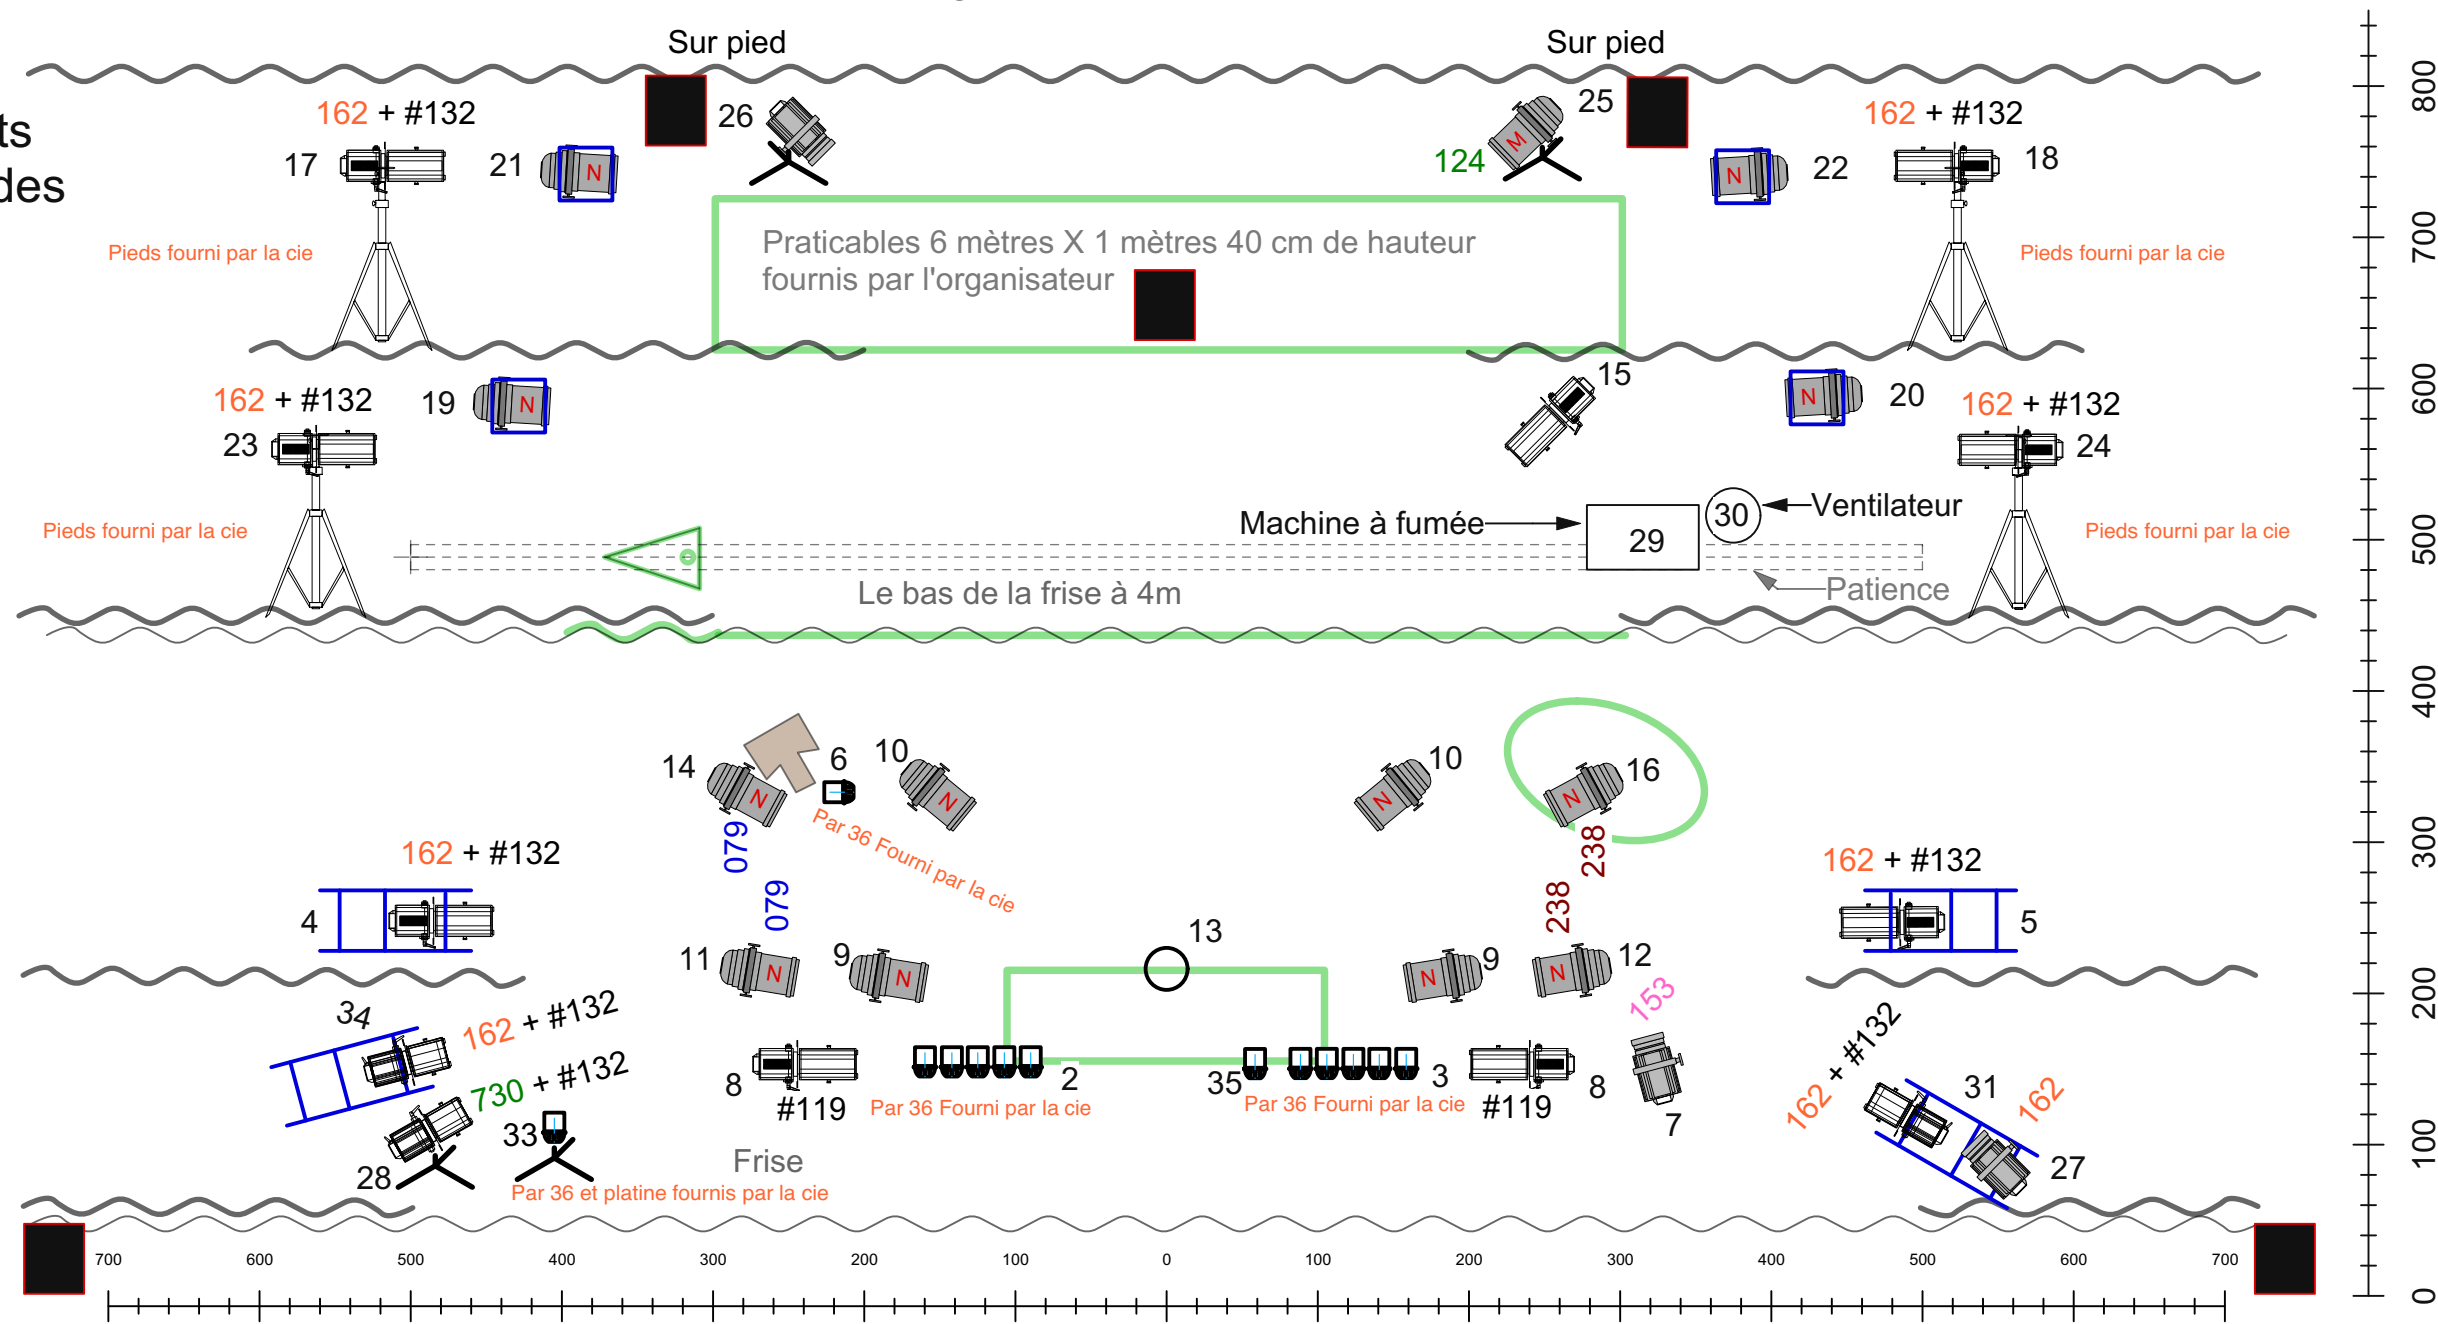 Sur pied
Sur pied
ts
des
162 + #132
26
25
162 + #132
17
21
N
M
124
N
22
18
Pieds fourni par la cie
Praticables 6 mètres X 1 mètres 40 cm de hauteur
fournis par l'organisateur
Pieds fourni par la cie
800
700
162 + #132
19
N
15
N
20
162 + #132
600
23
24
Pieds fourni par la cie
Machine à fumée
29
30
Ventilateur
Pieds fourni par la cie
500
Le bas de la frise à 4m
Patience
400
14
N
6
10
N
10
N
16
N
Par 36 Fourni par la cie
079
079
238
238
300
162 + #132
4
162 + #132
5
13
11
N
9
N
N
9
N
12
153
200
34
162 + #132
730 + #132
8
#119
2
Par 36 Fourni par la cie
35
3
Par 36 Fourni par la cie
8
#119
7
162 + #132
31
162
27
100
33
28
Frise
Par 36 et platine fournis par la cie
0
700 600 500 400 300 200 100 0 100 200 300 400 500 600 700